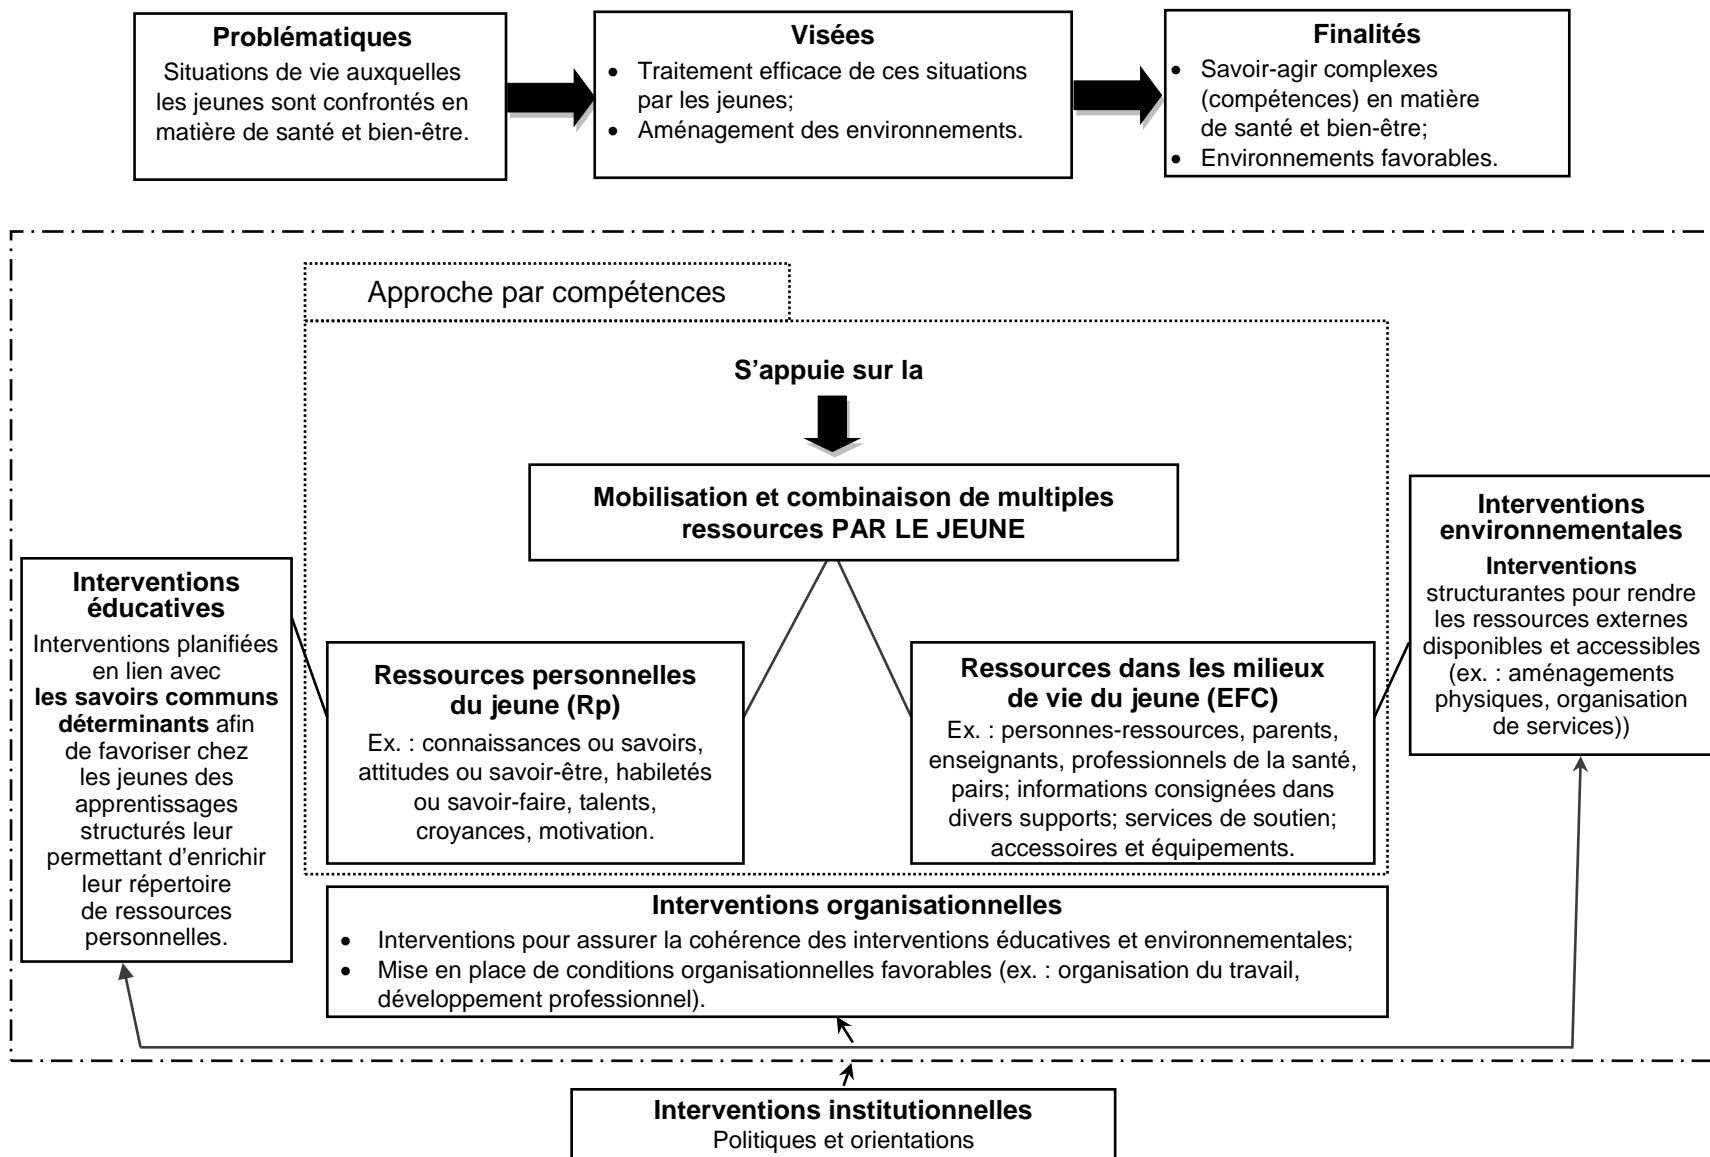 Problématiques
Situations de vie auxquelles
les jeunes sont confrontés en
matière de santé et bien-être.
Visées
• Traitement efficace de ces situations
par les jeunes;
• Aménagement des environnements.
Finalités
• Savoir-agir complexes
(compétences) en matière
de santé et bien-être;
• Environnements favorables.
Approche par compétences
S'appuie sur la
Mobilisation et combinaison de multiples
ressources PAR LE JEUNE
Interventions
éducatives
Interventions planifiées
en lien avec
les savoirs communs
déterminants afin
de favoriser chez
les jeunes des
apprentissages
structurés leur
permettant d'enrichir
leur répertoire
de ressources
personnelles.
Ressources personnelles
du jeune (Rp)
Ex. : connaissances ou savoirs,
attitudes ou savoir-être, habiletés
ou savoir-faire, talents,
croyances, motivation.
Ressources dans les milieux
de vie du jeune (EFC)
Ex. : personnes-ressources, parents,
enseignants, professionnels de la santé,
pairs; informations consignées dans
divers supports; services de soutien;
accessoires et équipements.
Interventions
environnementales
Interventions
structurantes pour rendre
les ressources externes
disponibles et accessibles
(ex. : aménagements
physiques, organisation
de services))
Interventions organisationnelles
• Interventions pour assurer la cohérence des interventions éducatives et environnementales;
• Mise en place de conditions organisationnelles favorables (ex. : organisation du travail,
développement professionnel).
Interventions institutionnelles
Politiques et orientations